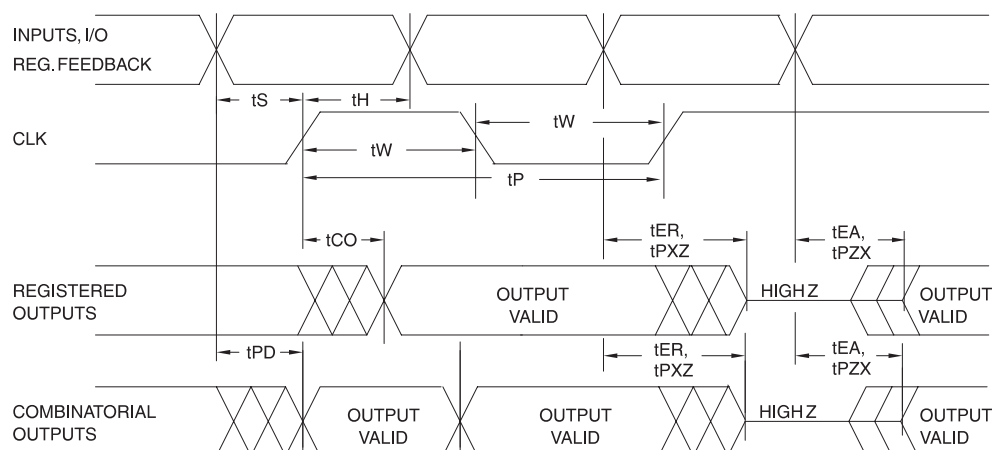 INPUTS, I/O
REG. FEEDBACK
tS
tH
CLK
tW
tW
tP
tCO
tER,
tPXZ
tEA,
tPZX
REGISTERED
OUTPUTS
OUTPUT
VALID
HIGH Z
OUTPUT
VALID
tPD
tER,
tPXZ
tEA,
tPZX
COMBINATORIAL
OUTPUTS
OUTPUT
VALID
OUTPUT
VALID
HIGH Z
OUTPUT
VALID